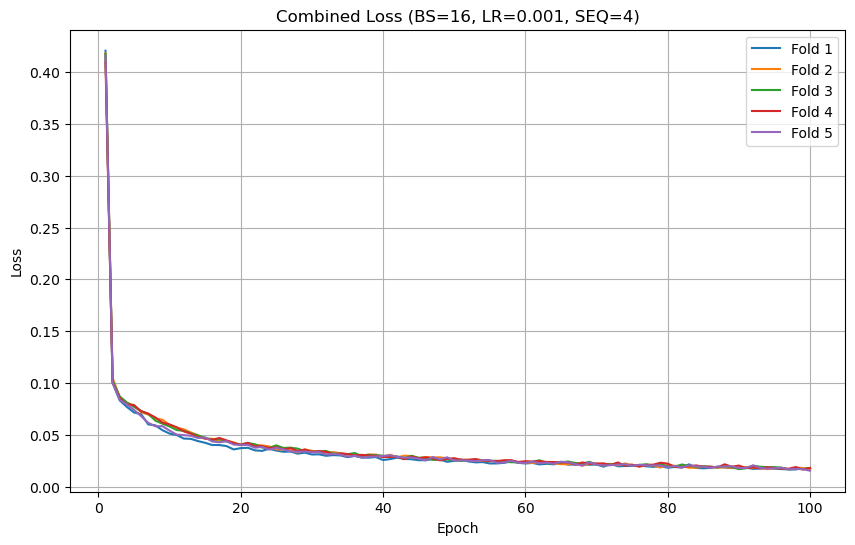 Combined Loss (BS=16, LR=0.001, SEQ=4)
Fold 1
Fold 2
Fold 3
Fold 4
Fold 5
Loss
0.40
0.35
0.30
0.25
0.20
0.15
0.10
0.05
0.00
0 20 40 60 80 100
Epoch